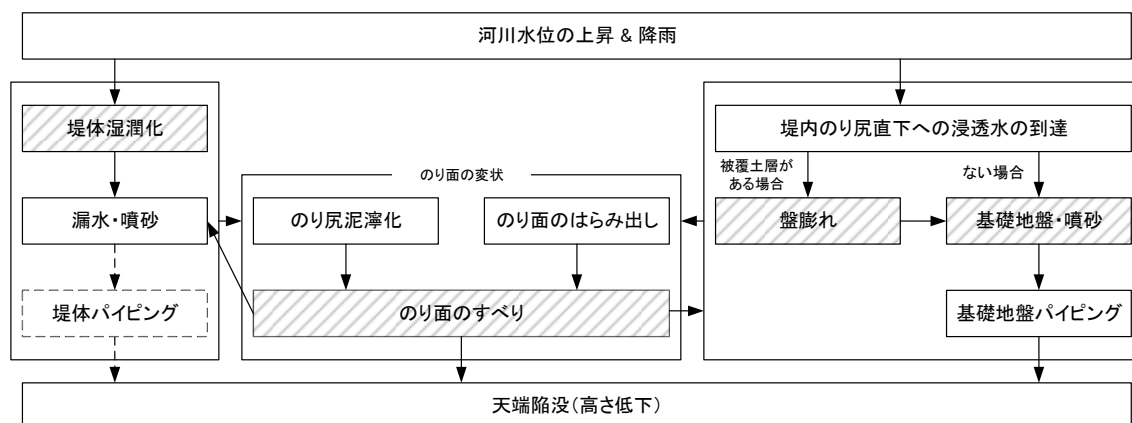 河川水位の上昇 & 降雨
堤体湿潤化
漏水・噴砂
堤体パイピング
のり面の変状
のり尻泥濘化
のり面のはらみ出し
のり面のすべり
堤内のり尻直下への浸透水の到達
被覆土層が
ある場合
ない場合
盤膨れ
基礎地盤・噴砂
基礎地盤パイピング
天端陥没(高さ低下)